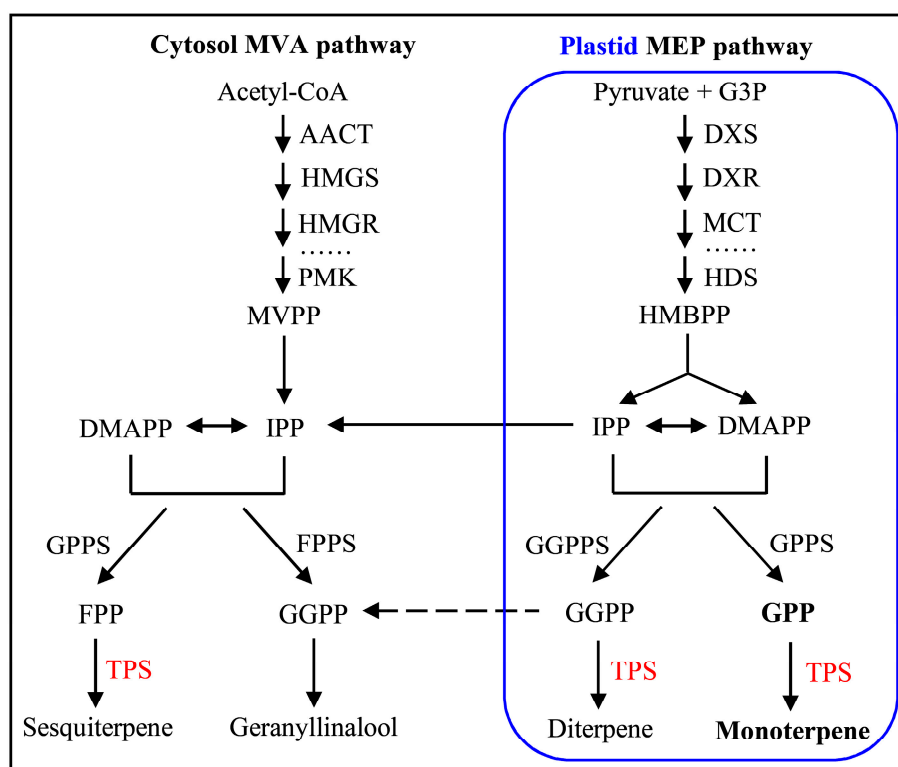 Cytosol MVA pathway
Plastid MEP pathway
Acetyl-CoA
Pyruvate + G3P
AACT
DXS
HMGS
DXR
HMGR
MCT
......
......
PMK
HDS
MVPP
HMBPP
DMAPP
IPP
IPP
DMAPP
GPPS
FPPS
GGPPS
GPPS
FPP
GGPP
GGPP
GPP
TPS
TPS
TPS
Sesquiterpene
Geranyllinalool
Diterpene
Monoterpene